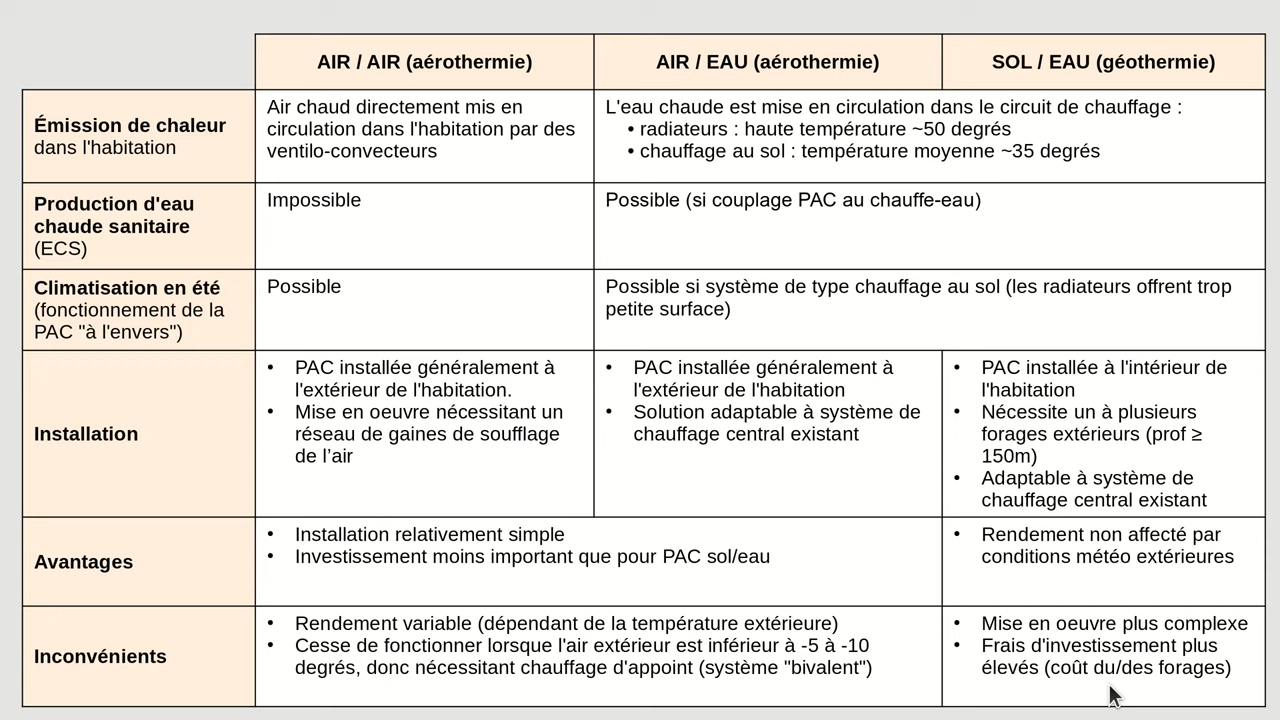 AIR / AIR (aérothermie)
AIR / EAU (aérothermie)
SOL / EAU (géothermie)
Émission de chaleur
dans l'habitation
Air chaud directement mis en
circulation dans l'habitation par des
ventilo-convecteurs
L'eau chaude est mise en circulation dans le circuit de chauffage :
• radiateurs : haute température ~50 degrés
• chauffage au sol : température moyenne ~35 degrés
Production d'eau
chaude sanitaire
(ECS)
Impossible
Possible (si couplage PAC au chauffe-eau)
Climatisation en été
(fonctionnement de la
PAC "à l'envers")
Possible
Possible si système de type chauffage au sol (les radiateurs offrent trop
petite surface)
Installation
• PAC installée généralement à
l'extérieur de l'habitation.
• Mise en oeuvre nécessitant un
réseau de gaines de soufflage
de l’air
• PAC installée généralement à
l'extérieur de l'habitation
• Solution adaptable à système de
chauffage central existant
• PAC installée à l'intérieur de
l'habitation
• Nécessite un à plusieurs
forages extérieurs (prof ≥
150m)
• Adaptable à système de
chauffage central existant
Avantages
• Installation relativement simple
• Investissement moins important que pour PAC sol/eau
• Rendement non affecté par
conditions météo extérieures
Inconvénients
• Rendement variable (dépendant de la température extérieure)
• Cesse de fonctionner lorsque l'air extérieur est inférieur à -5 à -10
degrés, donc nécessitant chauffage d'appoint (système "bivalent")
• Mise en oeuvre plus complexe
• Frais d'investissement plus
élevés (coût du/des forages)